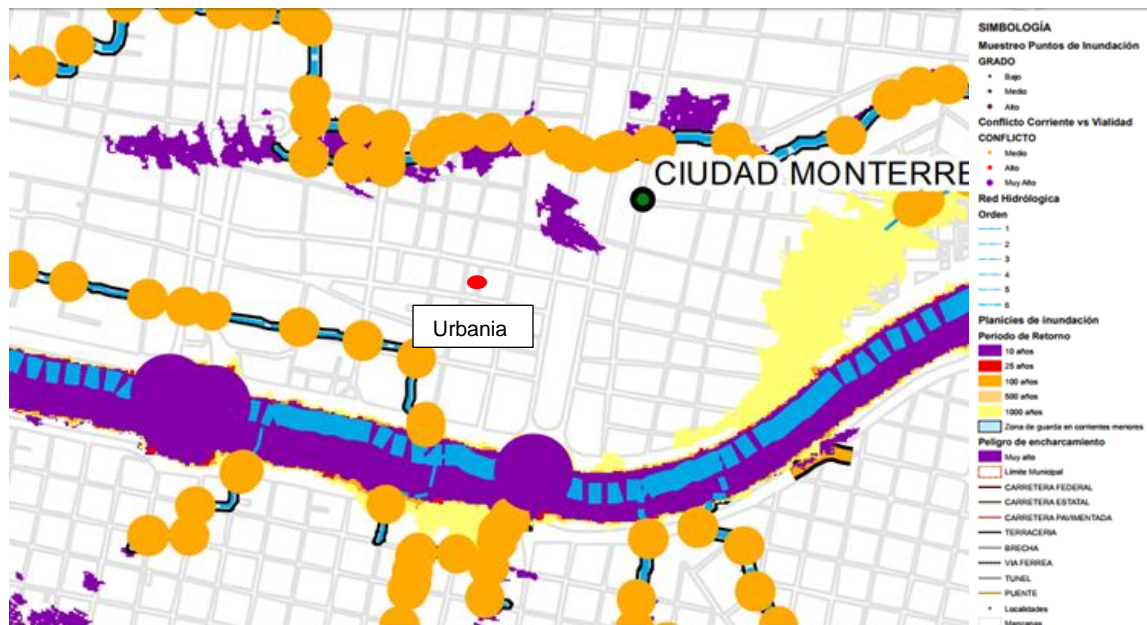 CIUDAD MONTERRE
Urbania
SIMBOLOGÍA
Muestreo Puntos de Inundación
GRADO
Bajo
Medio
Alto
Conflicto Corriente vs Vialidad
CONFLICTO
Medio
Alto
Muy Alto
Red Hidrólogica
Orden
1
2
3
4
5
6
Planicies de inundación
Periodo de Retorno
10 años
25 años
100 años
500 años
1000 años
Zona de guarda en corrientes menores
Peligro de encharcamiento
Muy alto
Límite Municipal
CARRETERA FEDERAL
CARRETERA ESTATAL
CARRETERA PAVIMENTADA
TERRACERIA
BRECHA
VIA FERREA
TUNEL
PUENTE
Localidades
Manzanas